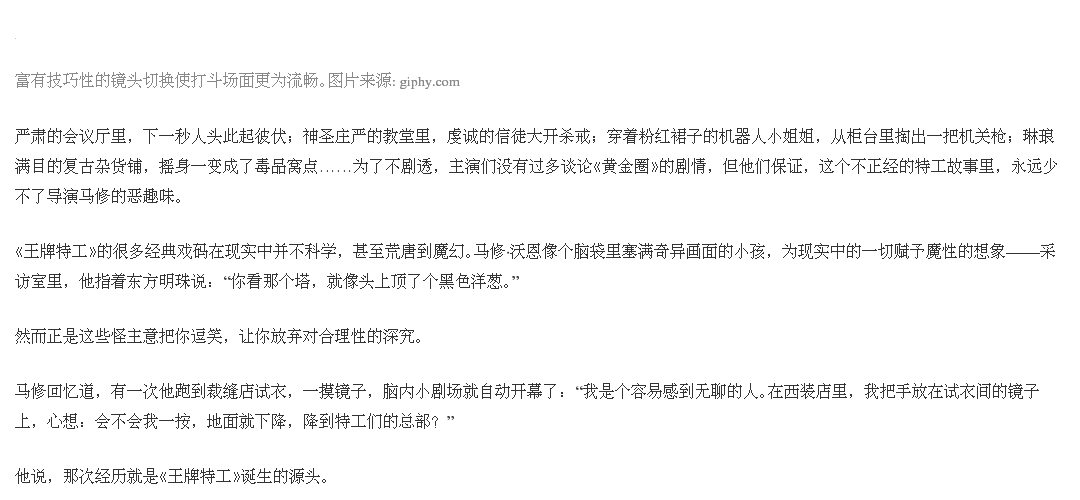 富有技巧性的镜头切换使打斗场面更为流畅。图片来源: giphy.com
严肃的会议厅里，下一秒人头此起彼伏；神圣庄严的教堂里，虔诚的信徒大开杀戒；穿着粉红裙子的机器人小姐姐，从柜台里掏出一把机关枪；琳琅
满目的复古杂货铺，摇身一变成了毒品窝点……为了不剧透，主演们没有过多谈论《黄金圈》的剧情，但他们保证，这个不正经的特工故事里，永远少
不了导演马修的恶趣味。
《王牌特工》的很多经典戏码在现实中并不科学，甚至荒唐到魔幻。马修·沃恩像个脑袋里塞满奇异画面的小孩，为现实中的一切赋予魔性的想象——采
访室里，他指着东方明珠说：“你看那个塔，就像头上顶了个黑色洋葱。”
然而正是这些怪主意把你逗笑，让你放弃对合理性的深究。
马修回忆道，有一次他跑到裁缝店试衣，一摸镜子，脑内小剧场就自动开幕了：“我是个容易感到无聊的人。在西装店里，我把手放在试衣间的镜子
上，心想：会不会我一按，地面就下降，降到特工们的总部？”
他说，那次经历就是《王牌特工》诞生的源头。